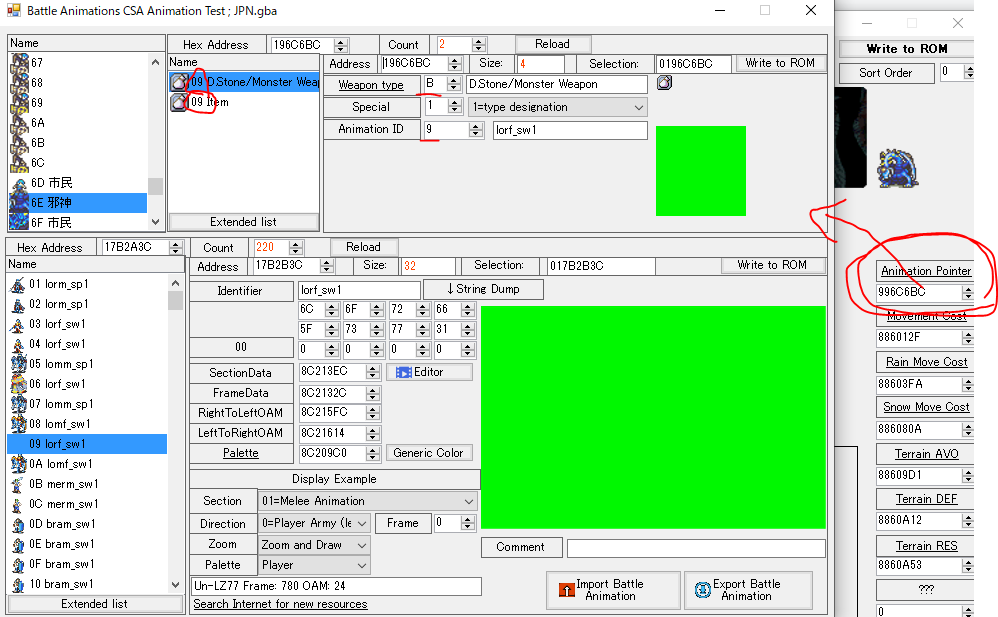 Battle Animations CSA Animation Test ; JPN.gba
Name
67
68
69
6A
6B
6C
6D 市民
6E 邪神
6F 市民
Hex Address 196C6BC Count 2 Reload
Name
09 D.Stone/Monster Weap
09 Item
Extended list
Address 196C6BC Size: 4 Selection: 0196C6BC Write to ROM
Weapon type B D.Stone/Monster Weapon
Special 1 1=type designation
Animation ID 9 lorf_sw1
Hex Address 17B2A3C Count 220 Reload
Name
01 lorm_sp1
02 lorm_sp1
03 lorf_sw1
04 lorf_sw1
05 lomm_sp1
06 lorf_sw1
07 lomm_sp1
08 lomf_sw1
09 lorf_sw1
0A lomf_sw1
0B merm_sw1
0C merm_sw1
0D bram_sw1
0E bram_sw1
0F bram_sw1
10 bram_sw1
Extended list
Address 17B2B3C Size: 32 Selection: 017B2B3C Write to ROM
Identifier lorf_sw1 ↓String Dump
6C 6F 72 66
5F 73 77 31
00 0 0 0 0
SectionData 8C213EC Editor
FrameData 8C2132C
RightToLeftOAM 8C215FC
LeftToRightOAM 8C21614
Palette 8C209C0 Generic Color
Display Example
Section 01=Melee Animation
Direction 0=Player Army (le Frame 0
Zoom Zoom and Draw
Palette Player
Un-LZ77 Frame: 780 OAM: 24
Search Internet for new resources
Comment
Import Battle Animation
Export Battle Animation
Write to ROM
Sort Order 0
Animation Pointer
996C6BC
Movement Cost
886012F
Rain Move Cost
88603FA
Snow Move Cost
886080A
Terrain AVO
88609D1
Terrain DEF
8860A12
Terrain RES
8860A53
???
0